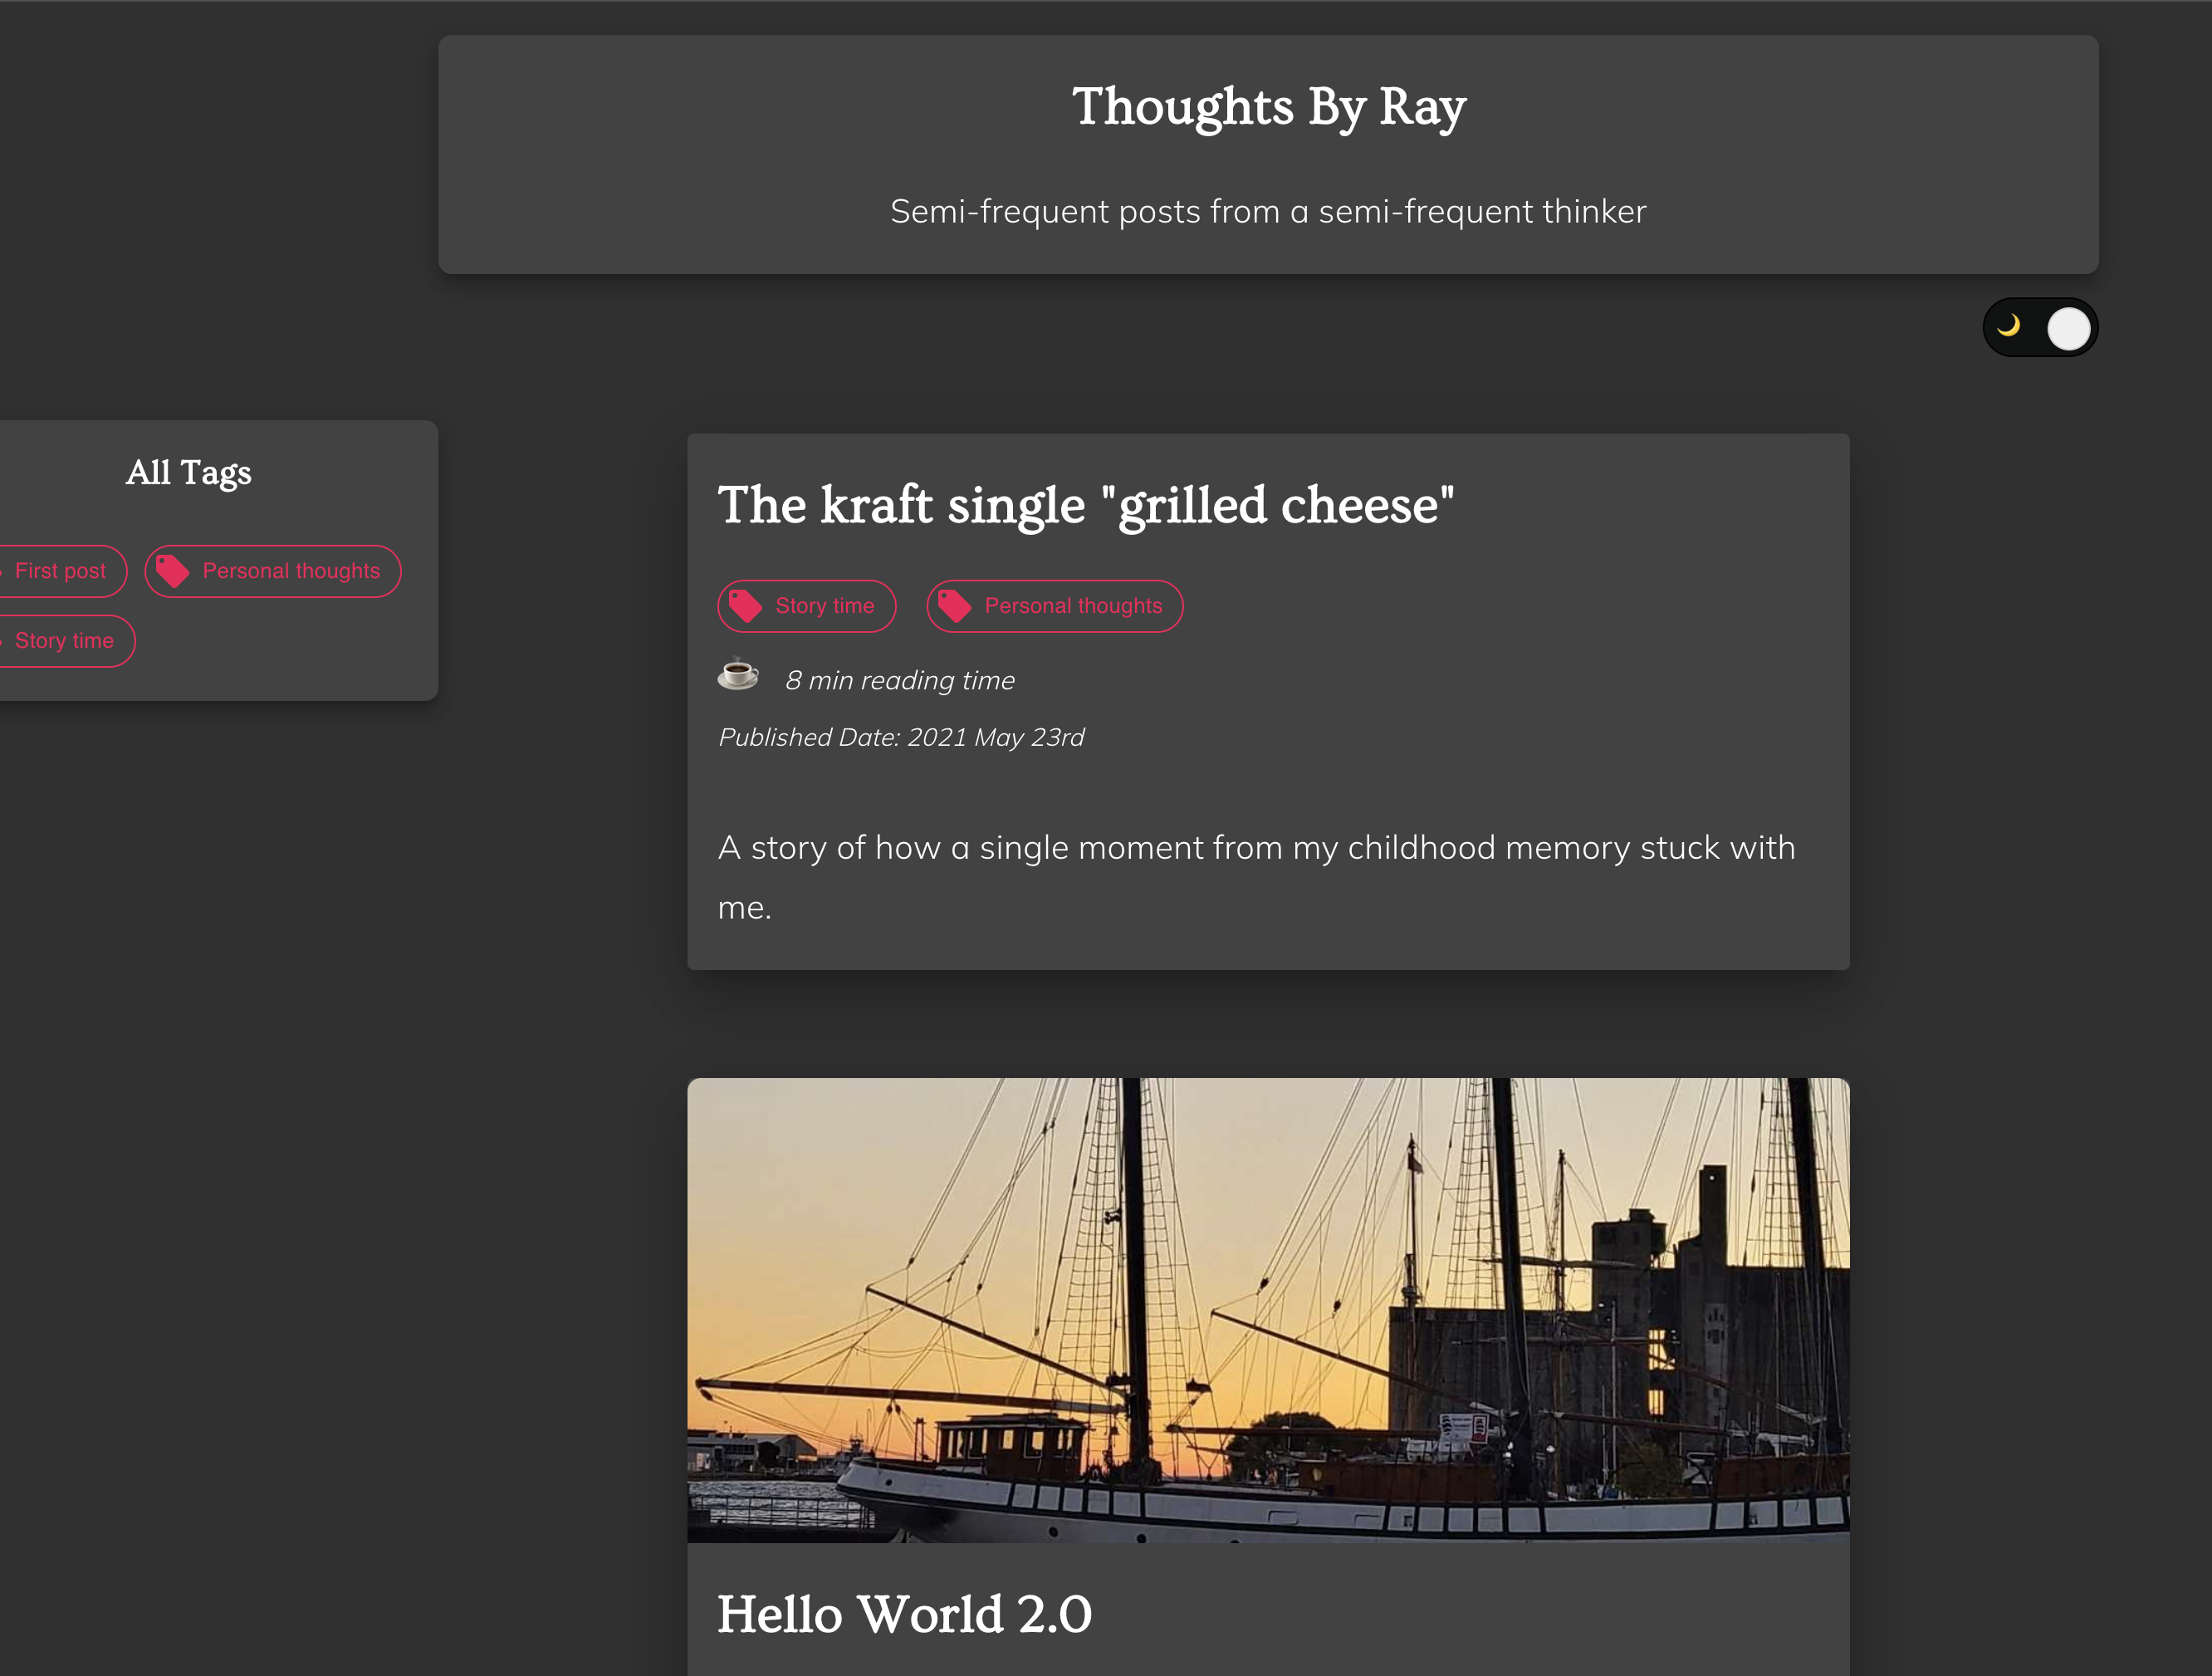 Thoughts By Ray
Semi-frequent posts from a semi-frequent thinker
All Tags
First post
Personal thoughts
Story time
The kraft single "grilled cheese"
Story time
Personal thoughts
8 min reading time
Published Date: 2021 May 23rd
A story of how a single moment from my childhood memory stuck with
me.
Hello World 2.0